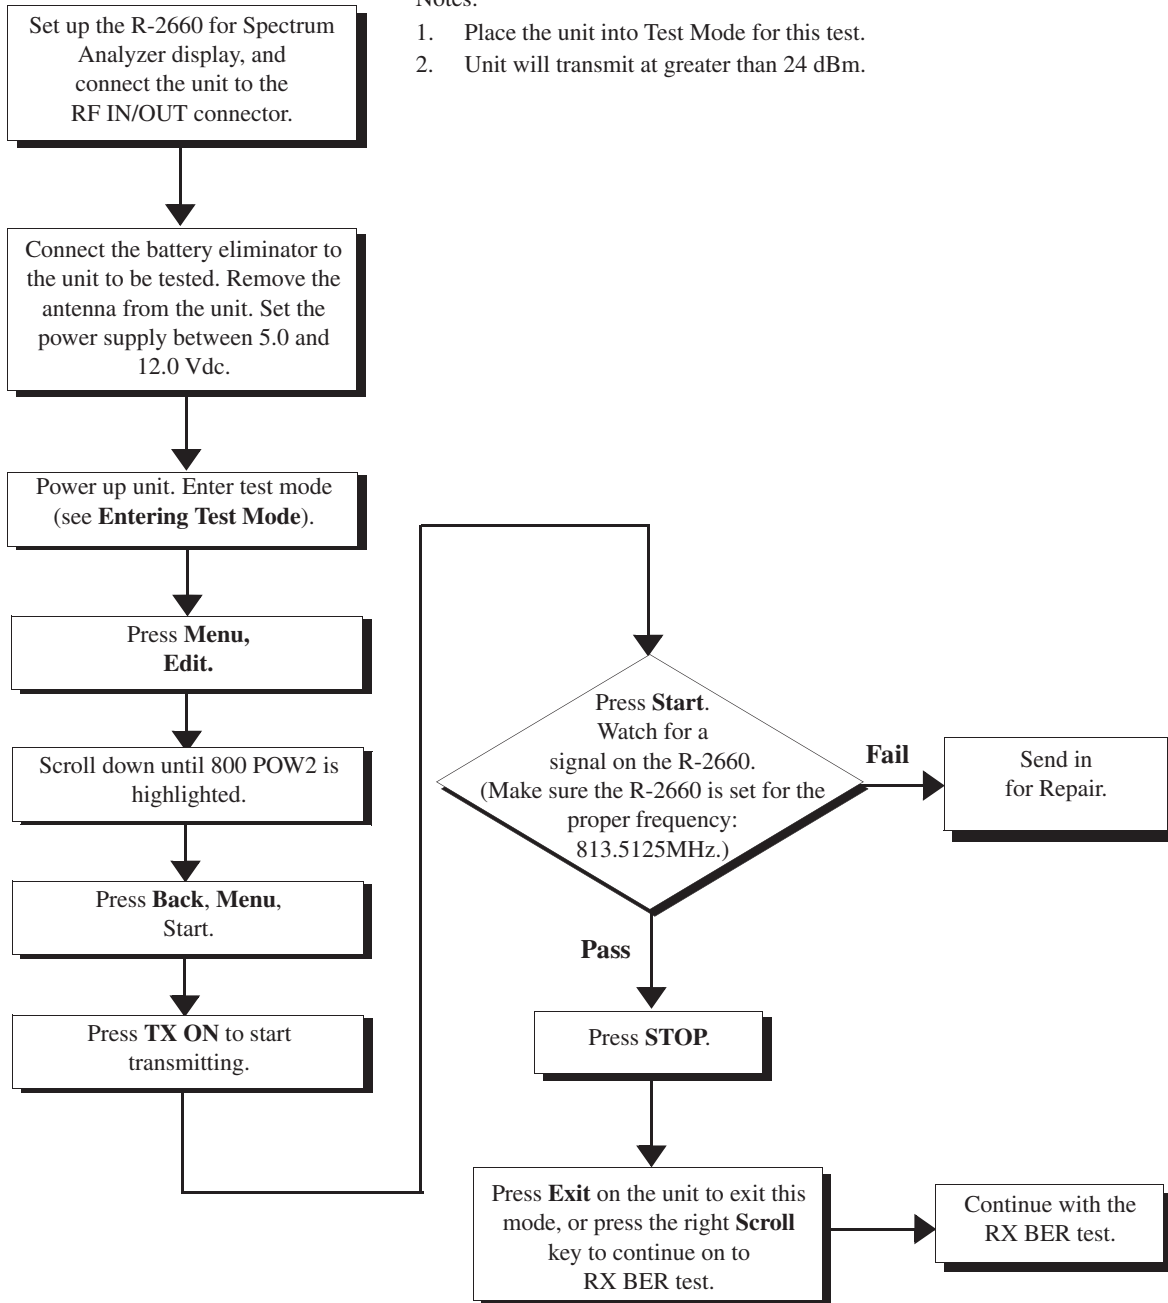 Notes:
1. Place the unit into Test Mode for this test.
2. Unit will transmit at greater than 24 dBm.
Set up the R-2660 for Spectrum
Analyzer display, and
connect the unit to the
RF IN/OUT connector.
Connect the battery eliminator to
the unit to be tested. Remove the
antenna from the unit. Set the
power supply between 5.0 and
12.0 Vdc.
Power up unit. Enter test mode
(see Entering Test Mode).
Press Menu,
Edit.
Scroll down until 800 POW2 is
highlighted.
Press Back, Menu,
Start.
Press TX ON to start
transmitting.
Press Start.
Watch for a
signal on the R-2660.
(Make sure the R-2660 is set for the
proper frequency:
813.5125MHz.)
Fail
Send in
for Repair.
Pass
Press STOP.
Press Exit on the unit to exit this
mode, or press the right Scroll
key to continue on to
RX BER test.
Continue with the
RX BER test.